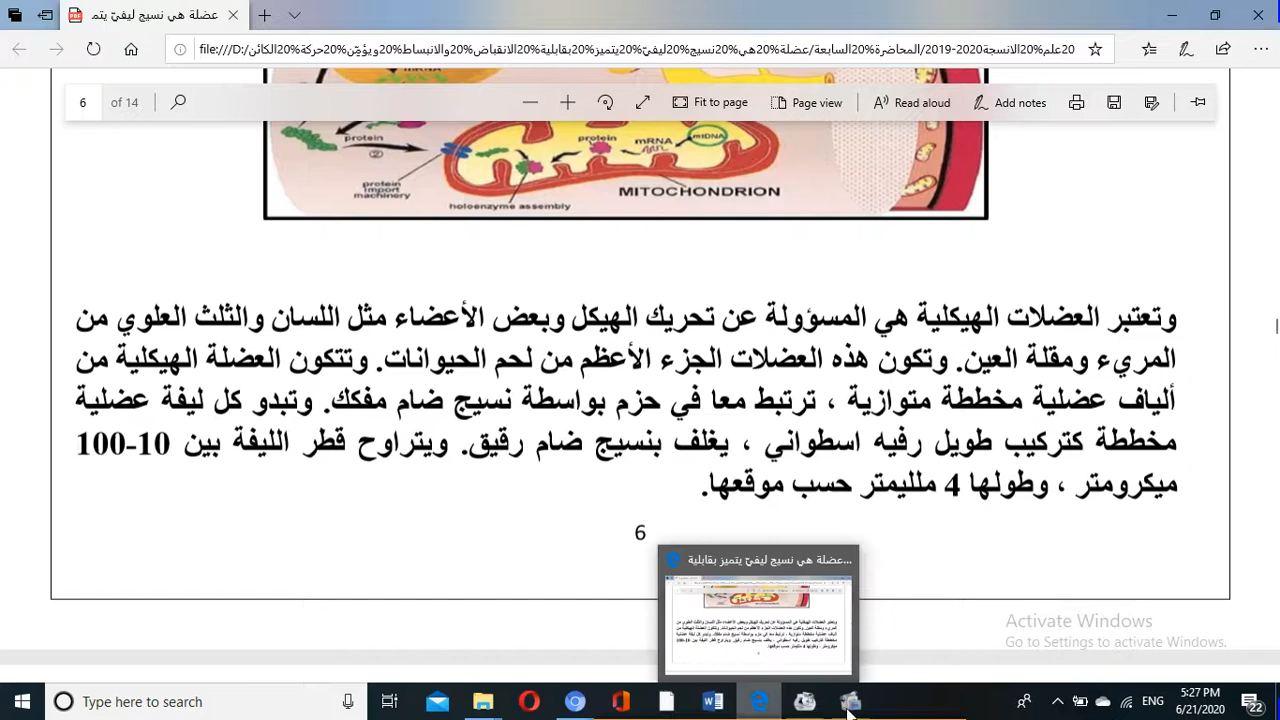 عضلة هي نسيج ليفيّ يتم
file:///D:/علم%20الانسجة%202019-2020/المحاضرة%20السابعة/عضلة%20هي%20نسيج%20ليفيّ%20يتميز%20بقابلية%20الانقباض%20والانبساط%20ويؤمّن%20حركة%20الكائن%20
6 of 14
Fit to page
Page view
Read aloud
Add notes
mRNA
protein
protein
mRNA
mtDNA
②
protein import machinery
MITOCHONDRION
holoenzyme assembly
وتعتبر العضلات الهيكلية هي المسؤولة عن تحريك الهيكل وبعض الأعضاء مثل اللسان والثلث العلوي من
المريء ومقلة العين. وتكون هذه العضلات الجزء الأعظم من لحم الحيوانات. وتتكون العضلة الهيكلية من
ألياف عضلية مخططة متوازية ، ترتبط معا في حزم بواسطة نسيج ضام مفكك. وتبدو كل ليفة عضلية
مخططة كتركيب طويل رفيه اسطواني ، يغلف بنسيج ضام رقيق. ويتراوح قطر الليفة بين 10-100
ميكرومتر ، وطولها 4 ملليمتر حسب موقعها.
6
عضلة هي نسيج ليفيّ يتميز بقابلية...
Activate Windows
Go to Settings to activate Windows.
Type here to search
ENG
5:27 PM
6/21/2020
22